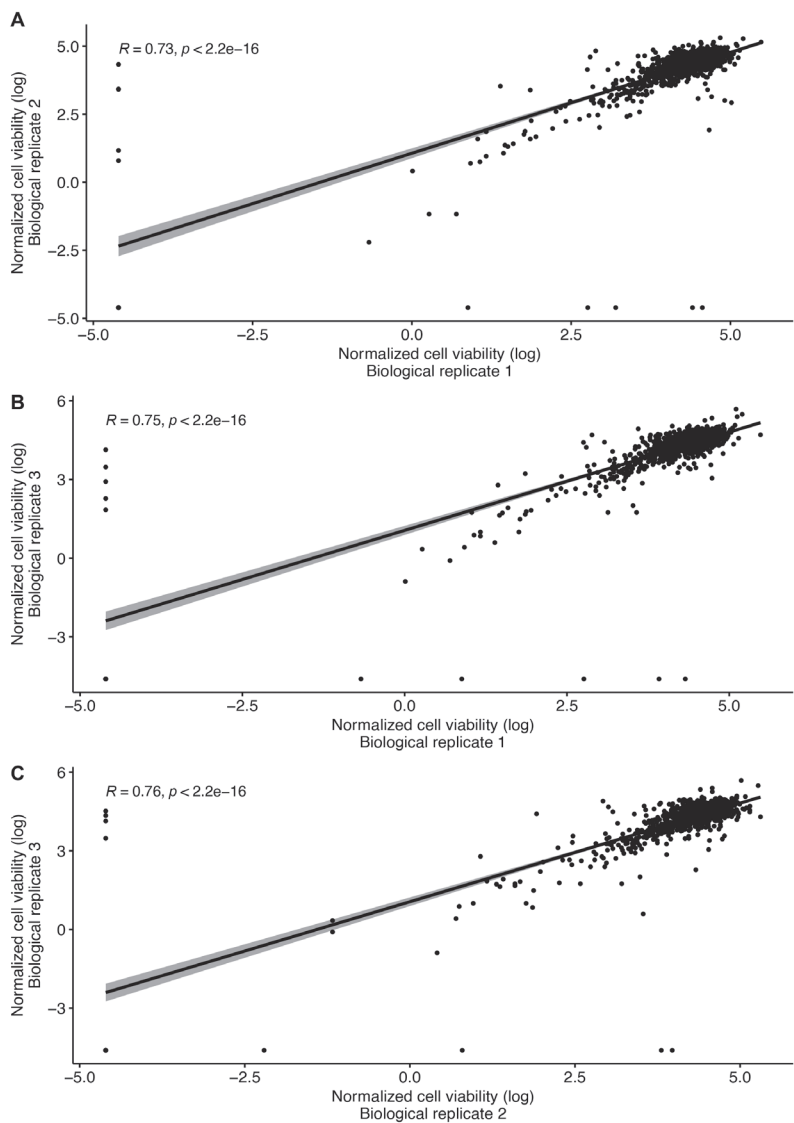 A
R = 0.73, p < 2.2e−16
5.0
2.5
0.0
−2.5
−5.0
Normalized cell viability (log)
Biological replicate 2
−5.0 −2.5 0.0 2.5 5.0
Normalized cell viability (log)
Biological replicate 1
B
R = 0.75, p < 2.2e−16
6
3
0
−3
Normalized cell viability (log)
Biological replicate 3
−5.0 −2.5 0.0 2.5 5.0
Normalized cell viability (log)
Biological replicate 1
C
R = 0.76, p < 2.2e−16
6
3
0
−3
Normalized cell viability (log)
Biological replicate 3
−5.0 −2.5 0.0 2.5 5.0
Normalized cell viability (log)
Biological replicate 2